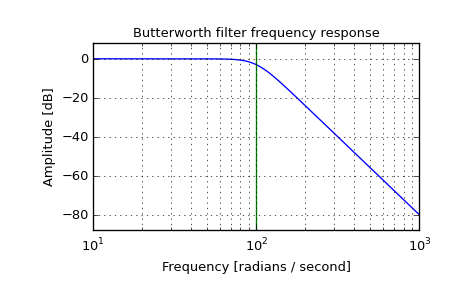 Butterworth filter frequency response
Amplitude [dB]
0
−20
−40
−60
−80
10¹ 10² 10³
Frequency [radians / second]